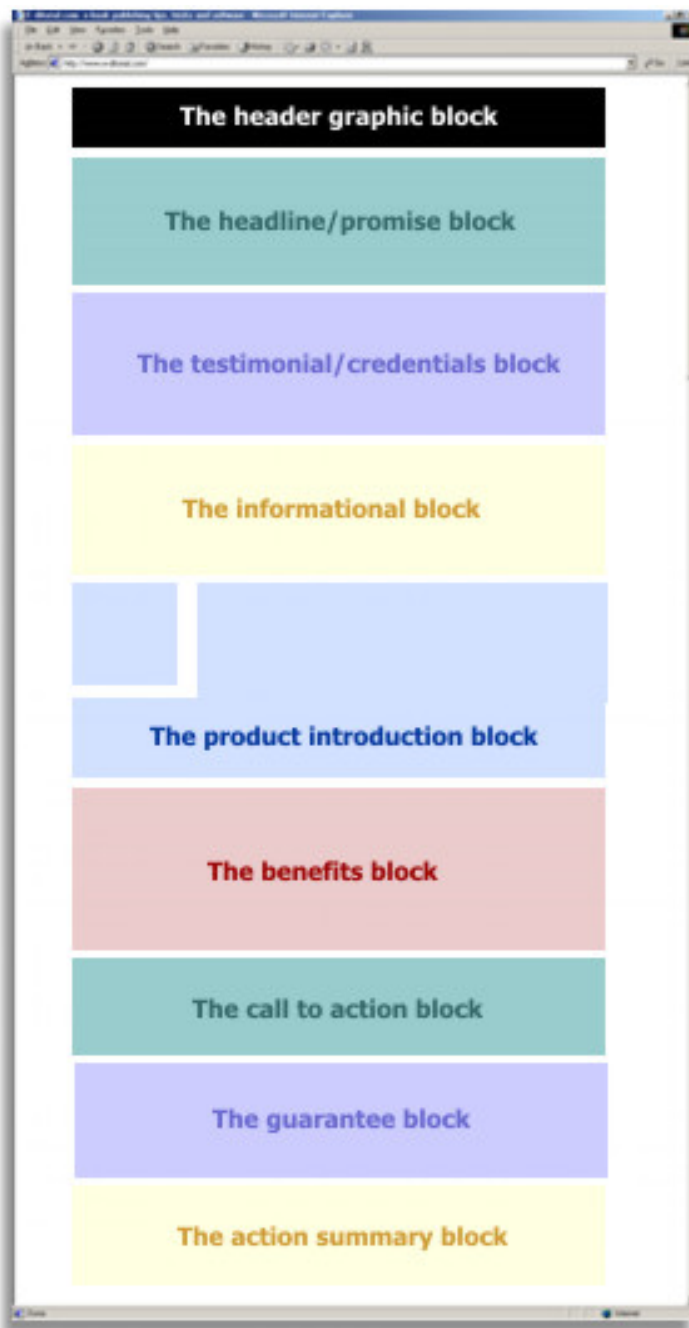 The header graphic block
The headline/promise block
The testimonial/credentials block
The informational block
The product introduction block
The benefits block
The call to action block
The guarantee block
The action summary block